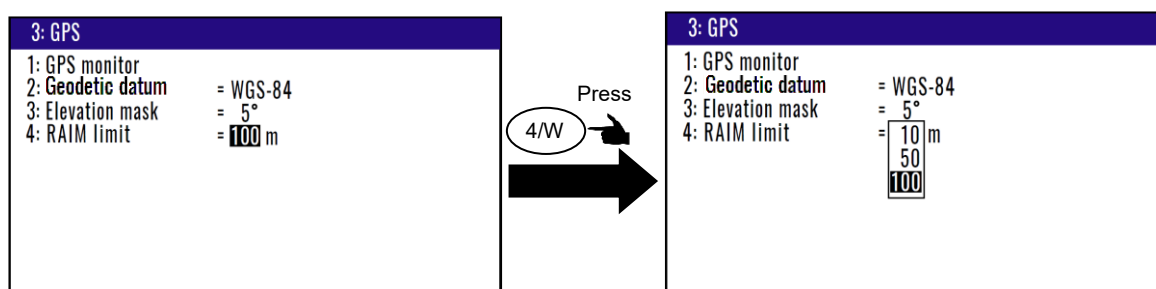 3: GPS
1: GPS monitor
2: Geodetic datum = WGS-84
3: Elevation mask = 5°
4: RAIM limit = 100 m
Press
4/W
3: GPS
1: GPS monitor
2: Geodetic datum = WGS-84
3: Elevation mask = 5°
4: RAIM limit = 10 m
50
100